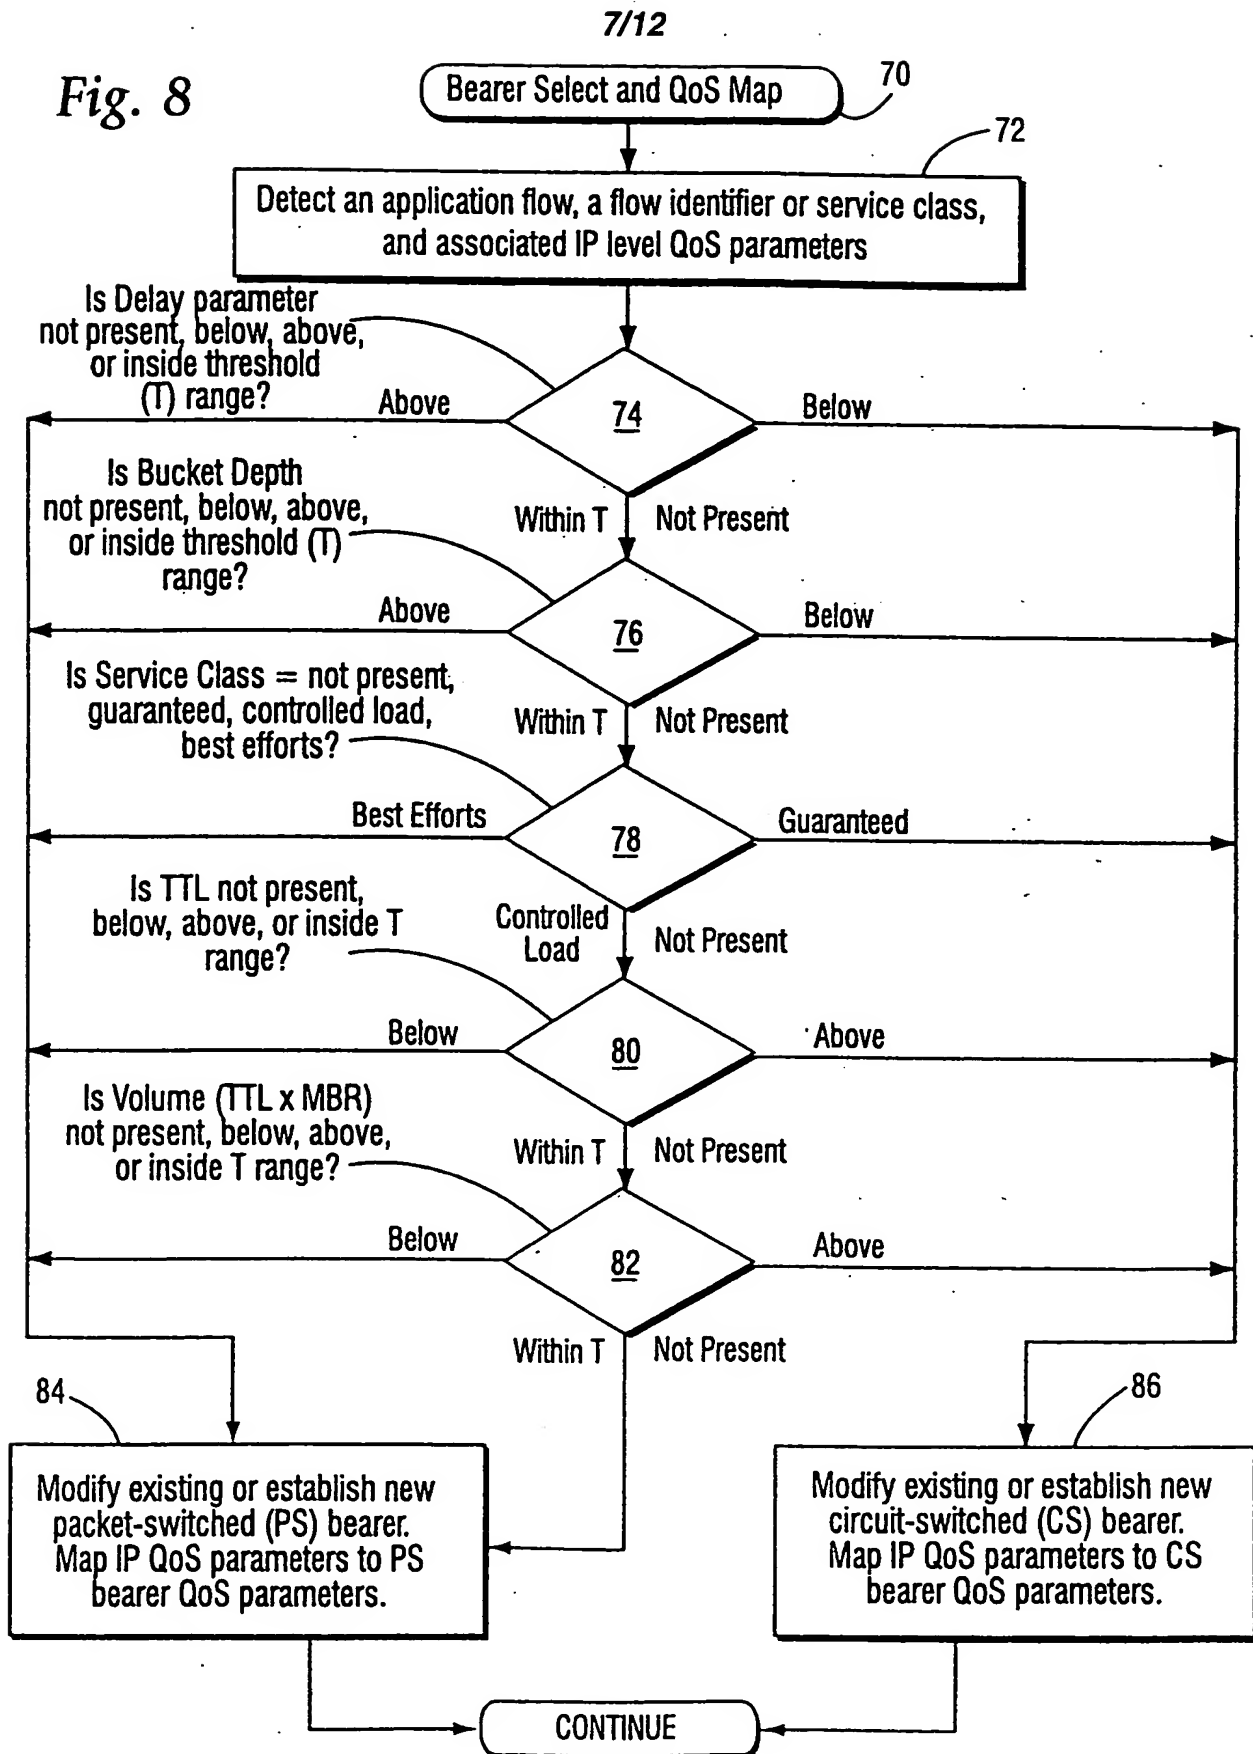 7/12
Fig. 8
Bearer Select and QoS Map
70
72
Detect an application flow, a flow identifier or service class,
and associated IP level QoS parameters
Is Delay parameter
not present, below, above,
or inside threshold
(T) range?
Above
74
Below
Within T
Not Present
Is Bucket Depth
not present, below, above,
or inside threshold (T)
range?
Above
76
Below
Within T
Not Present
Is Service Class = not present,
guaranteed, controlled load,
best efforts?
Best Efforts
78
Guaranteed
Controlled
Load
Not Present
Is TTL not present,
below, above, or inside T
range?
Below
80
Above
Within T
Not Present
Is Volume (TTL x MBR)
not present, below, above,
or inside T range?
Below
82
Above
Within T
Not Present
84
Modify existing or establish new
packet-switched (PS) bearer.
Map IP QoS parameters to PS
bearer QoS parameters.
86
Modify existing or establish new
circuit-switched (CS) bearer.
Map IP QoS parameters to CS
bearer QoS parameters.
CONTINUE